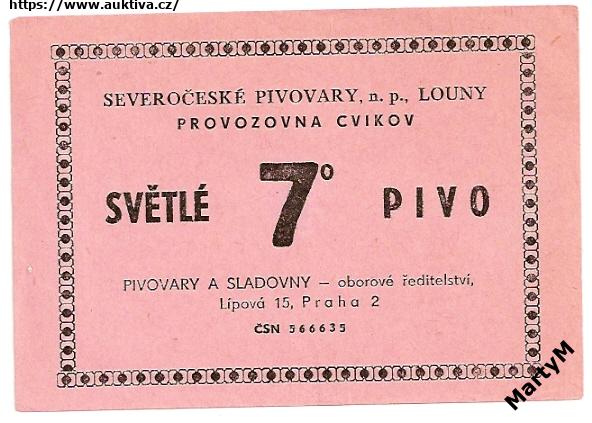 https://www.auktiva.cz/
SEVEROČESKÉ PIVOVARY, n. p., LOUNY
PROVOZOVNA CVIKOV
SVĚTLÉ 7° PIVO
PIVOVARY A SLADOVNY — oborové ředitelství,
Lípová 15, Praha 2
ČSN 566635
MartyM